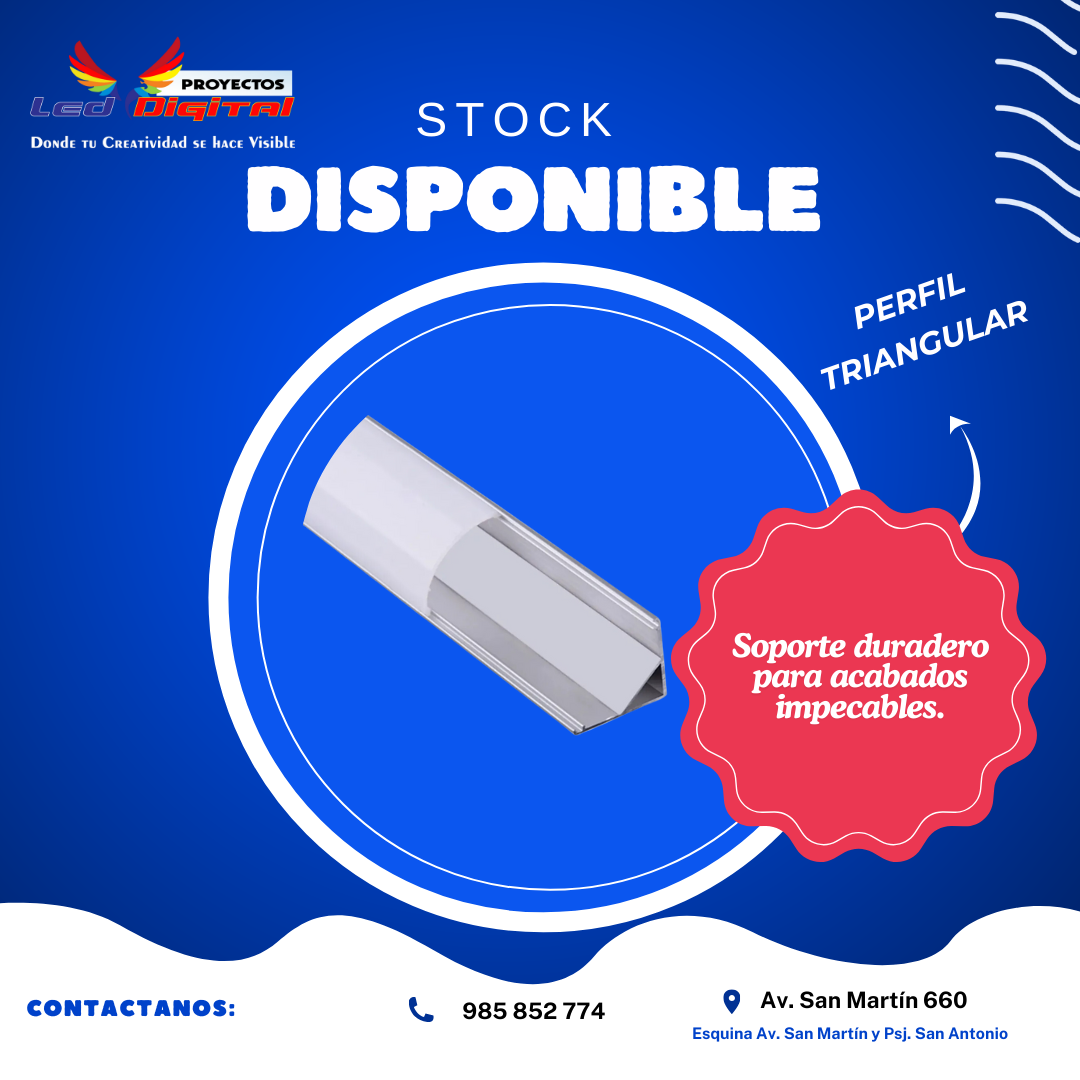 PROYECTOS
Led Digital
Donde tu Creatividad se hace Visible
STOCK
DISPONIBLE
PERFIL
TRIANGULAR
Soporte duradero
para acabados
impecables.
CONTACTANOS:
985 852 774
Av. San Martín 660
Esquina Av. San Martín y Psj. San Antonio